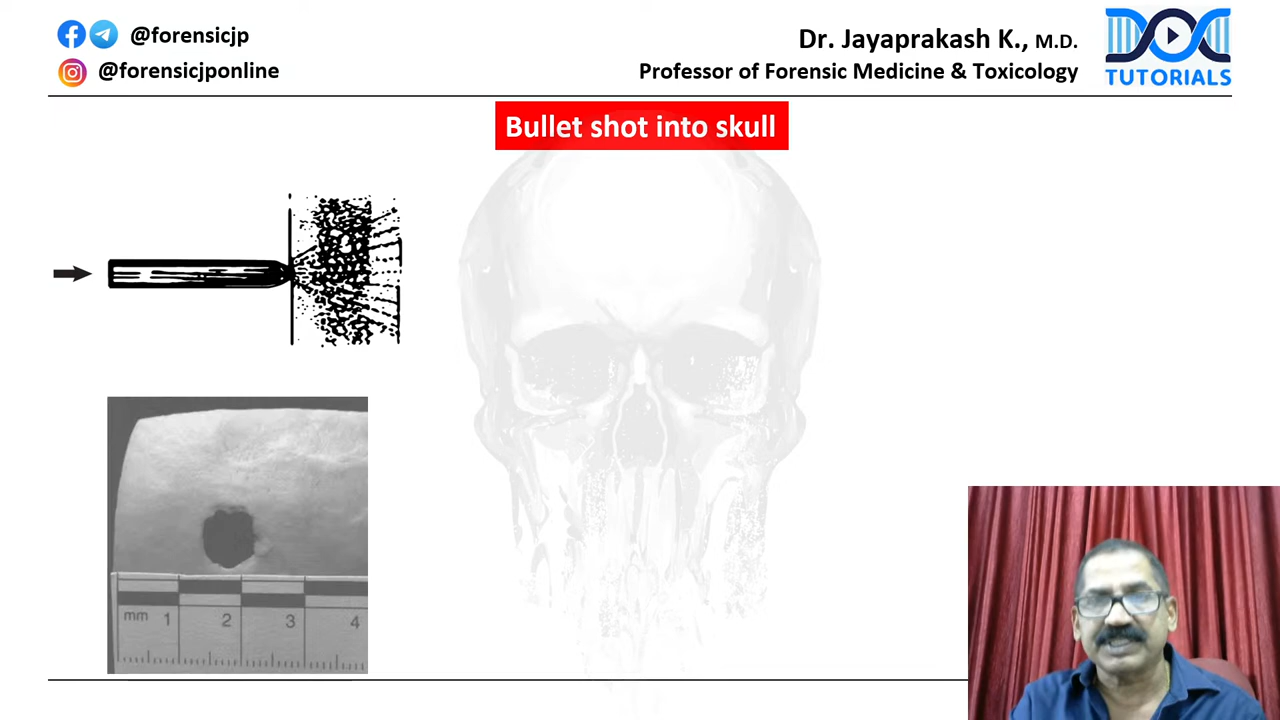 @forensicjp
@forensicjponline
Dr. Jayaprakash K., M.D.
Professor of Forensic Medicine & Toxicology
TUTORIALS
Bullet shot into skull
mm 1 2 3 4